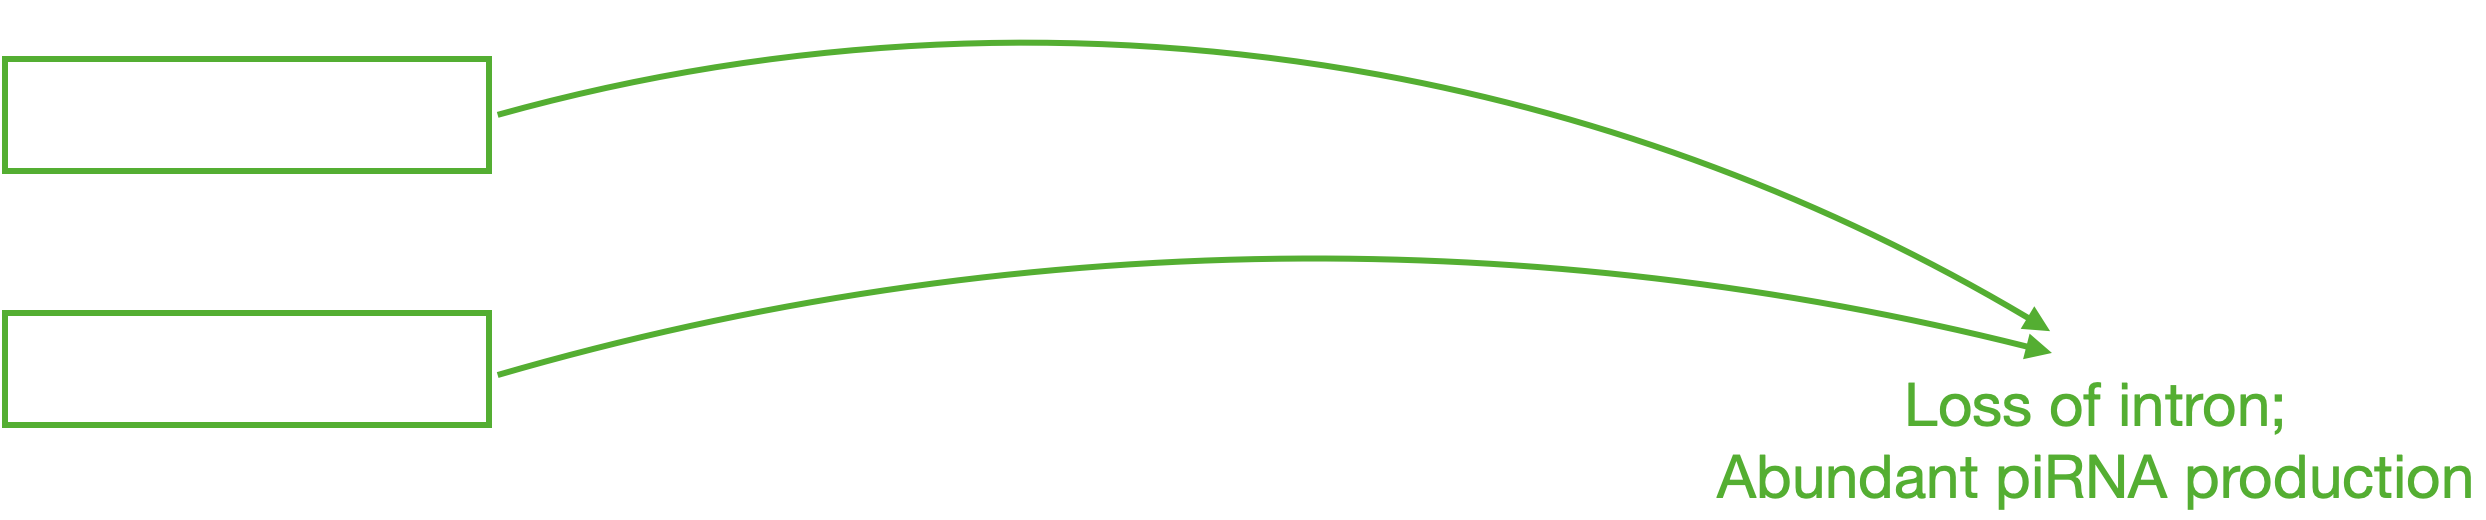 Loss of intron;
Abundant piRNA production